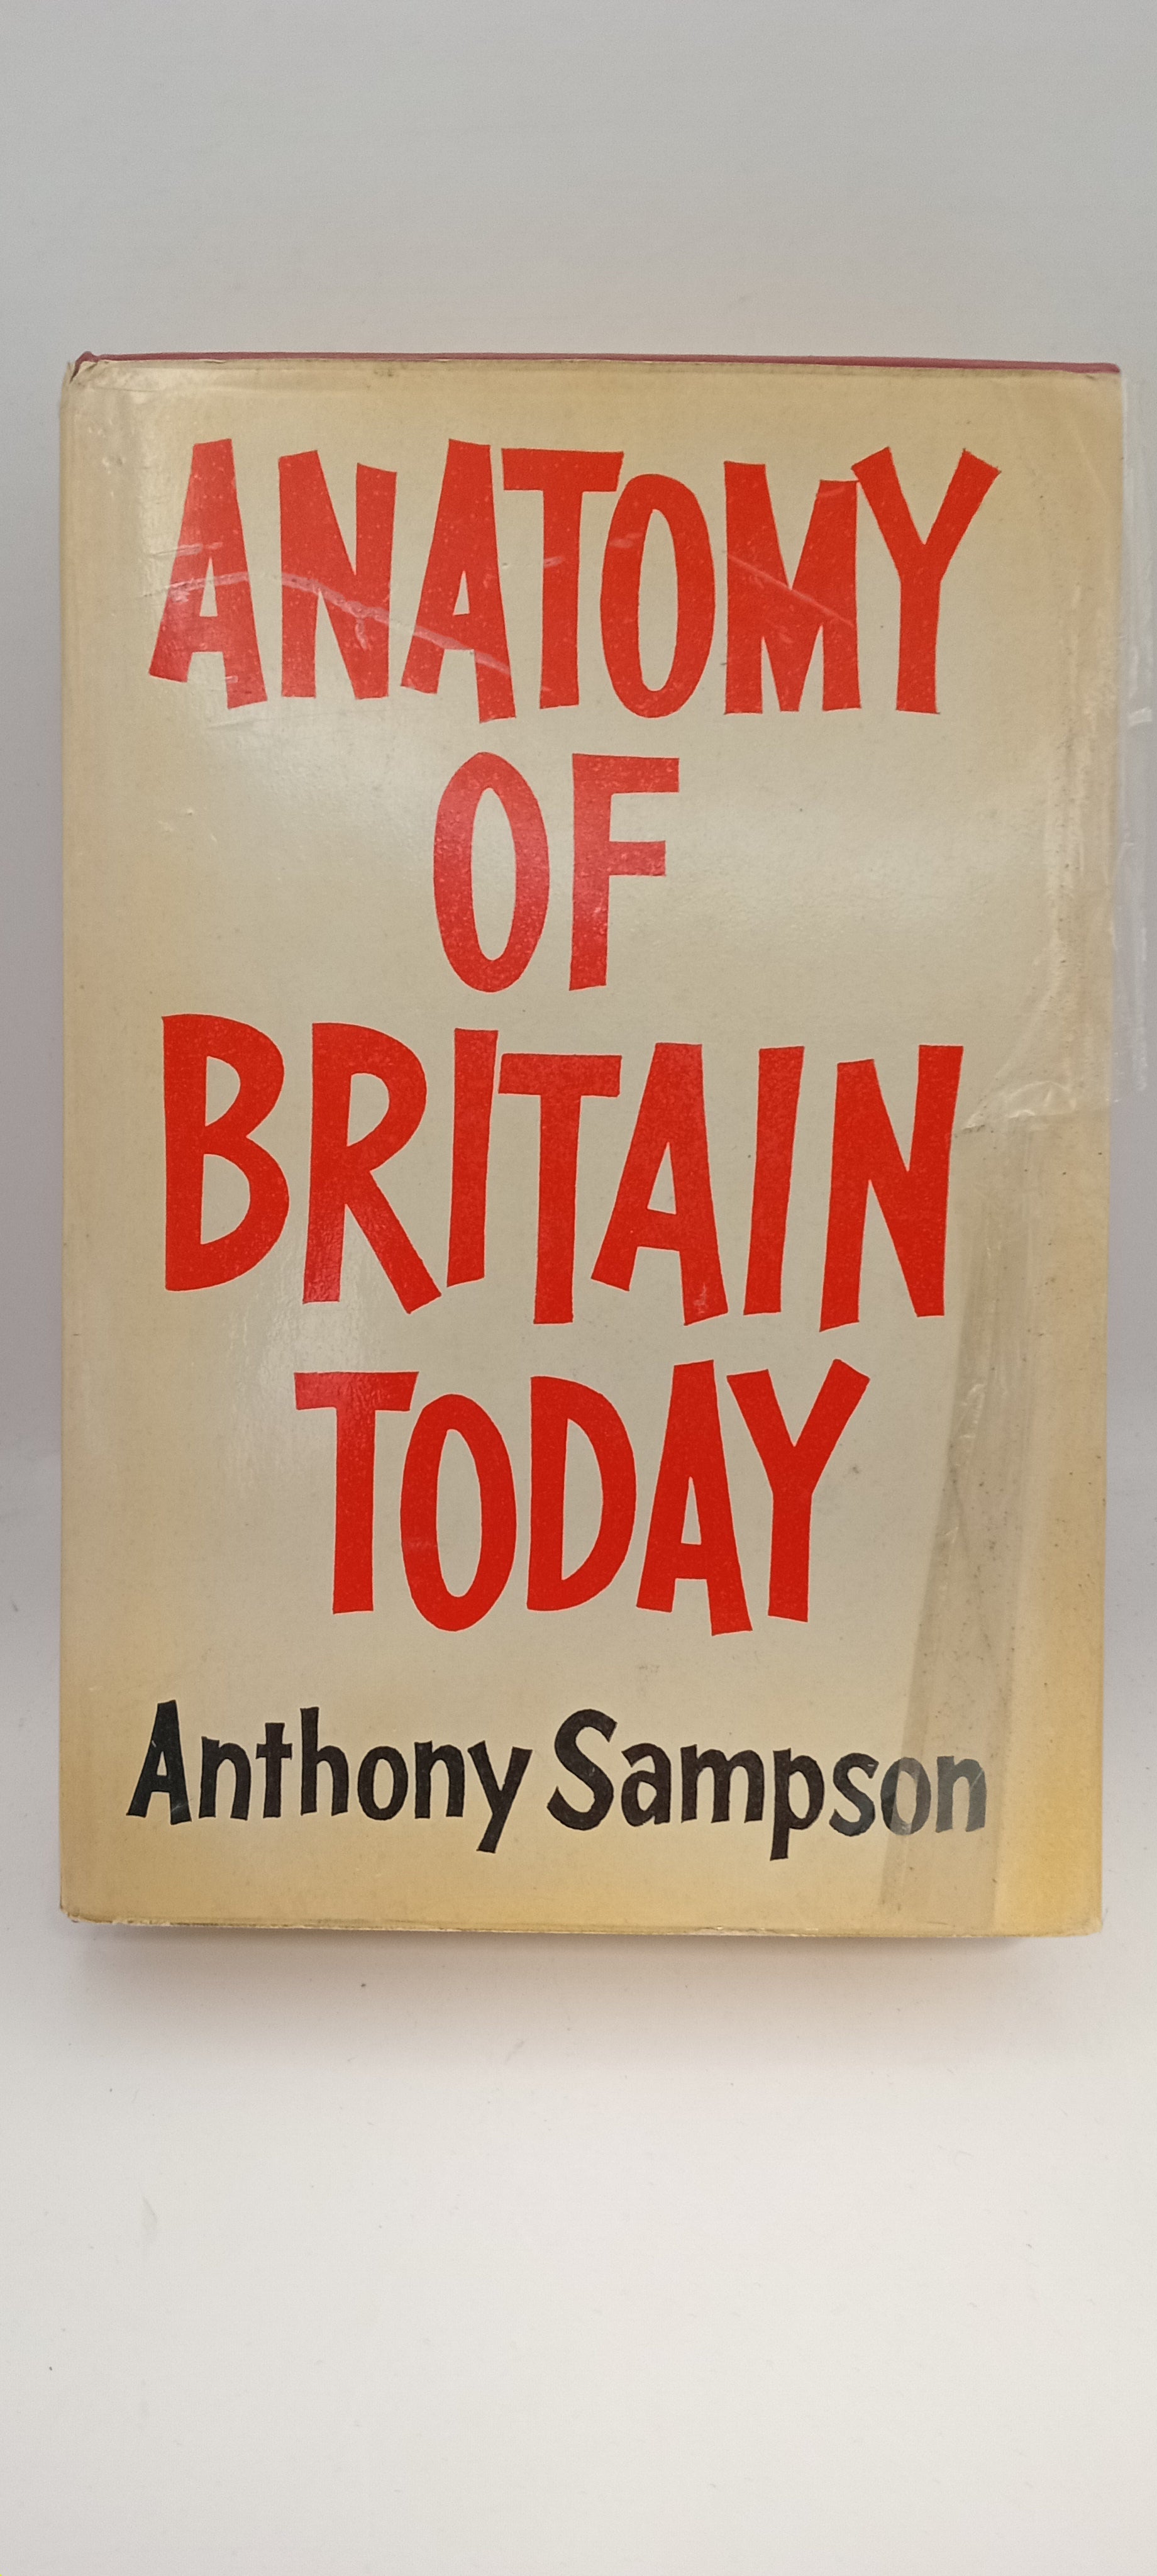 ANATOMY
OF
BRITAIN
TODAY
Anthony Sampson